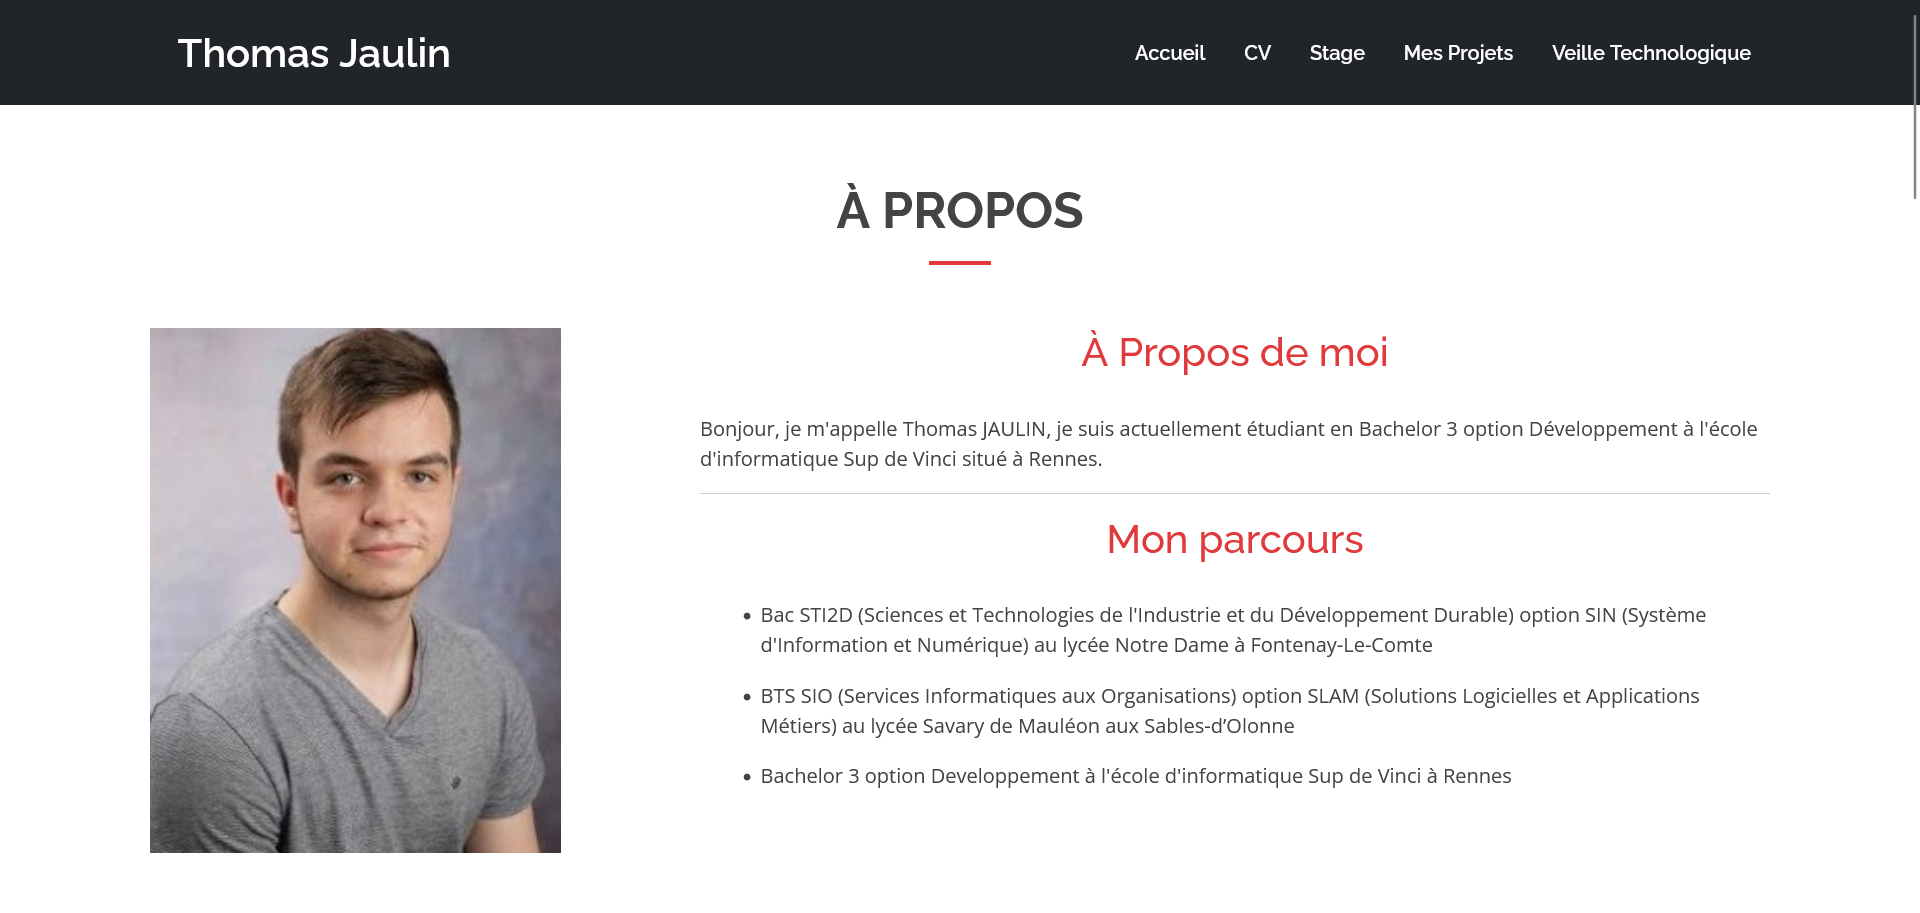 Thomas Jaulin
Accueil
CV
Stage
Mes Projets
Veille Technologique
À PROPOS
À Propos de moi
Bonjour, je m'appelle Thomas JAULIN, je suis actuellement étudiant en Bachelor 3 option Développement à l'école
d'informatique Sup de Vinci situé à Rennes.
Mon parcours
• Bac STI2D (Sciences et Technologies de l'Industrie et du Développement Durable) option SIN (Système
d'Information et Numérique) au lycée Notre Dame à Fontenay-Le-Comte
• BTS SIO (Services Informatiques aux Organisations) option SLAM (Solutions Logicielles et Applications
Métiers) au lycée Savary de Mauléon aux Sables-d’Olonne
• Bachelor 3 option Developpement à l'école d'informatique Sup de Vinci à Rennes